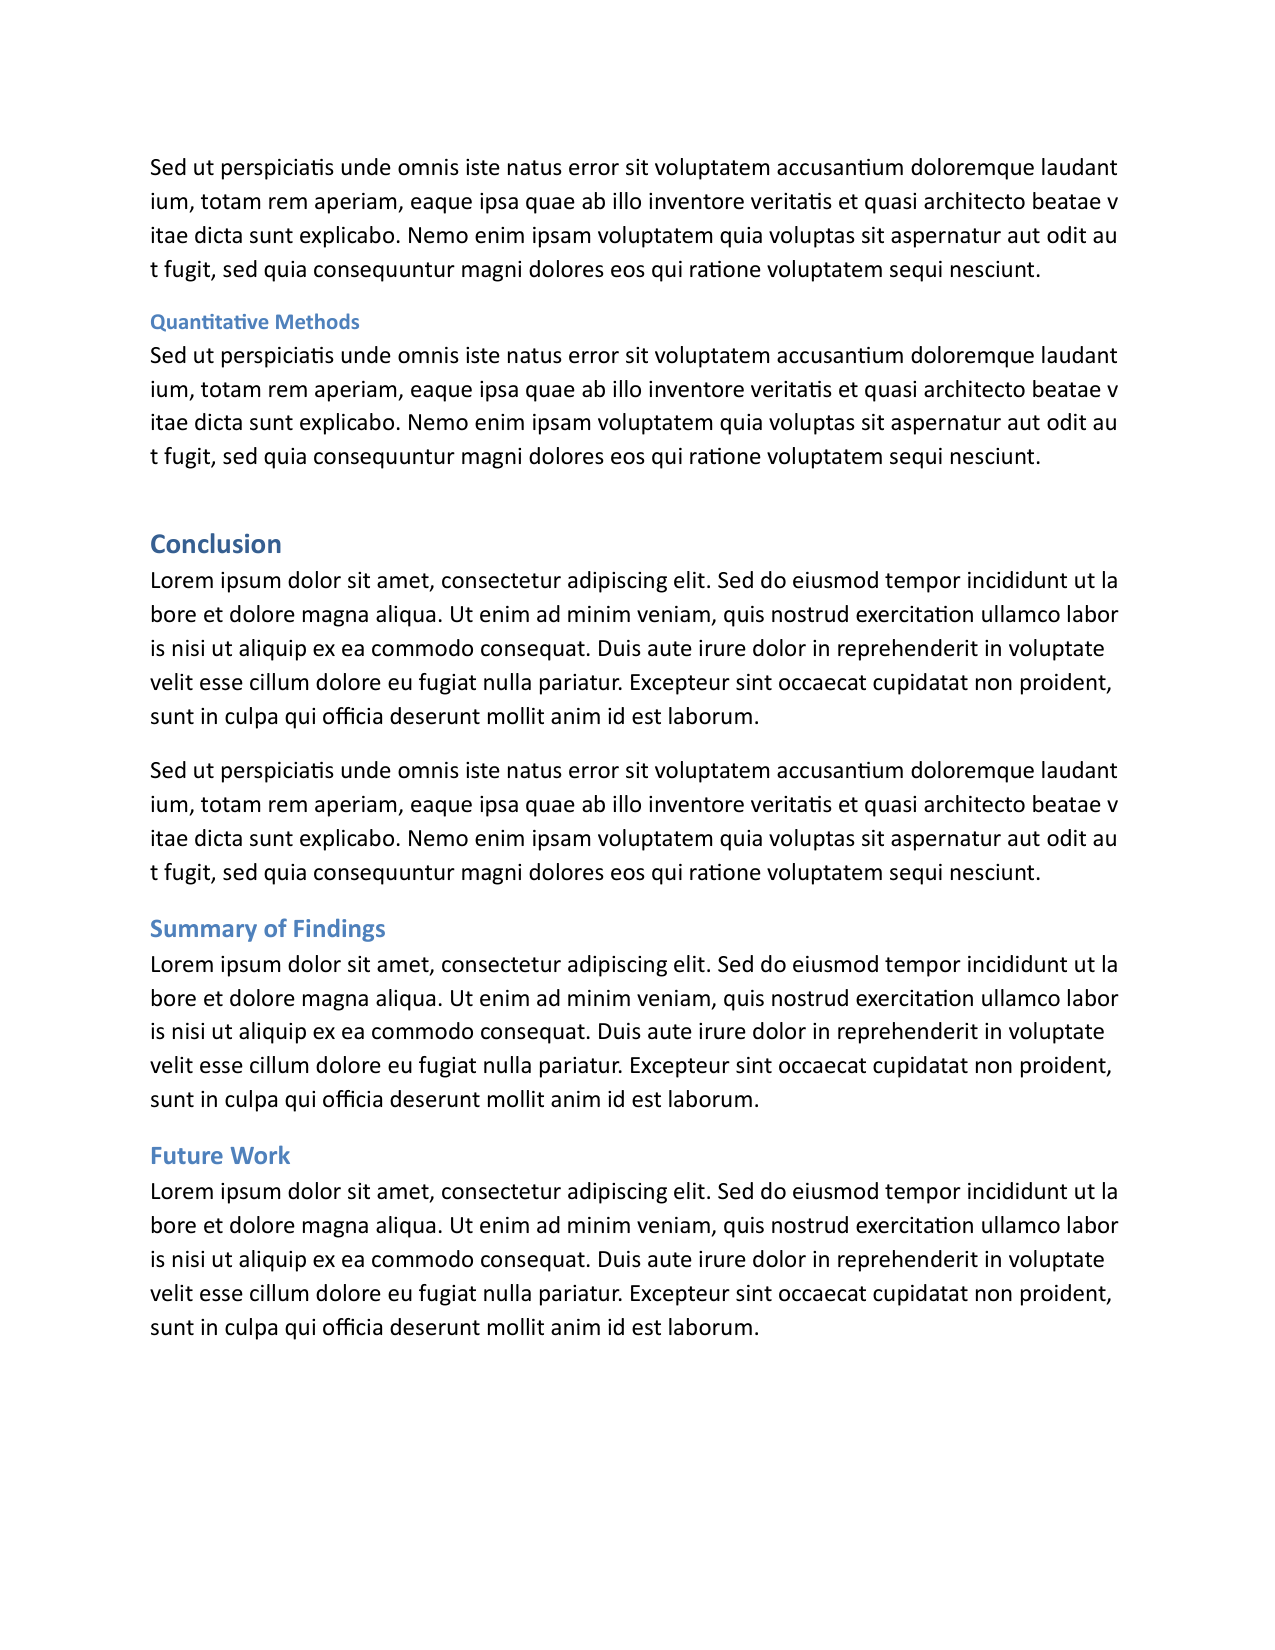 Sed ut perspiciatis unde omnis iste natus error sit voluptatem accusantium doloremque laudant
ium, totam rem aperiam, eaque ipsa quae ab illo inventore veritatis et quasi architecto beatae v
itae dicta sunt explicabo. Nemo enim ipsam voluptatem quia voluptas sit aspernatur aut odit au
t fugit, sed quia consequuntur magni dolores eos qui ratione voluptatem sequi nesciunt.
Quantitative Methods
Sed ut perspiciatis unde omnis iste natus error sit voluptatem accusantium doloremque laudant
ium, totam rem aperiam, eaque ipsa quae ab illo inventore veritatis et quasi architecto beatae v
itae dicta sunt explicabo. Nemo enim ipsam voluptatem quia voluptas sit aspernatur aut odit au
t fugit, sed quia consequuntur magni dolores eos qui ratione voluptatem sequi nesciunt.
Conclusion
Lorem ipsum dolor sit amet, consectetur adipiscing elit. Sed do eiusmod tempor incididunt ut la
bore et dolore magna aliqua. Ut enim ad minim veniam, quis nostrud exercitation ullamco labor
is nisi ut aliquip ex ea commodo consequat. Duis aute irure dolor in reprehenderit in voluptate
velit esse cillum dolore eu fugiat nulla pariatur. Excepteur sint occaecat cupidatat non proident,
sunt in culpa qui officia deserunt mollit anim id est laborum.
Sed ut perspiciatis unde omnis iste natus error sit voluptatem accusantium doloremque laudant
ium, totam rem aperiam, eaque ipsa quae ab illo inventore veritatis et quasi architecto beatae v
itae dicta sunt explicabo. Nemo enim ipsam voluptatem quia voluptas sit aspernatur aut odit au
t fugit, sed quia consequuntur magni dolores eos qui ratione voluptatem sequi nesciunt.
Summary of Findings
Lorem ipsum dolor sit amet, consectetur adipiscing elit. Sed do eiusmod tempor incididunt ut la
bore et dolore magna aliqua. Ut enim ad minim veniam, quis nostrud exercitation ullamco labor
is nisi ut aliquip ex ea commodo consequat. Duis aute irure dolor in reprehenderit in voluptate
velit esse cillum dolore eu fugiat nulla pariatur. Excepteur sint occaecat cupidatat non proident,
sunt in culpa qui officia deserunt mollit anim id est laborum.
Future Work
Lorem ipsum dolor sit amet, consectetur adipiscing elit. Sed do eiusmod tempor incididunt ut la
bore et dolore magna aliqua. Ut enim ad minim veniam, quis nostrud exercitation ullamco labor
is nisi ut aliquip ex ea commodo consequat. Duis aute irure dolor in reprehenderit in voluptate
velit esse cillum dolore eu fugiat nulla pariatur. Excepteur sint occaecat cupidatat non proident,
sunt in culpa qui officia deserunt mollit anim id est laborum.